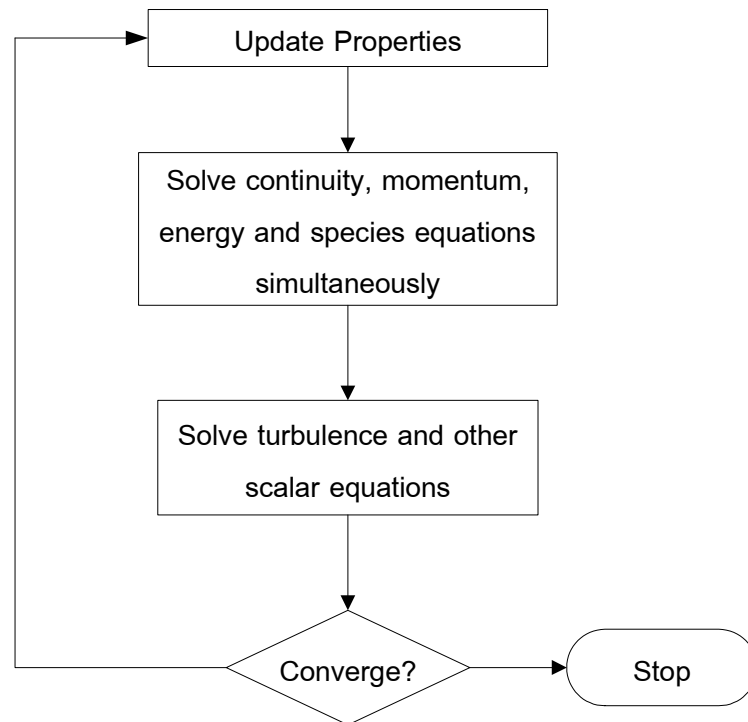 Update Properties
Solve continuity, momentum,
energy and species equations
simultaneously
Solve turbulence and other
scalar equations
Converge?
Stop